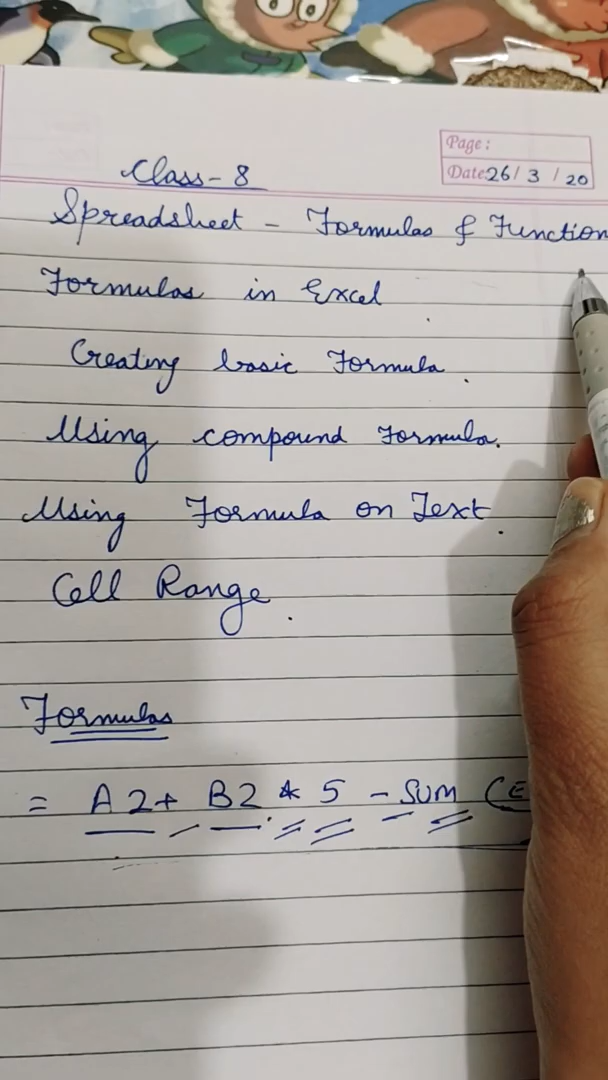 Page:
Date: 26/3/20
Class-8
Spreadsheet - Formulas & Function
Formulas in Excel
Creating basic Formula.
Using compound Formula.
Using Formula on Text.
Cell Range.
Formulas
= A2+ B2 * 5 - SUM (E